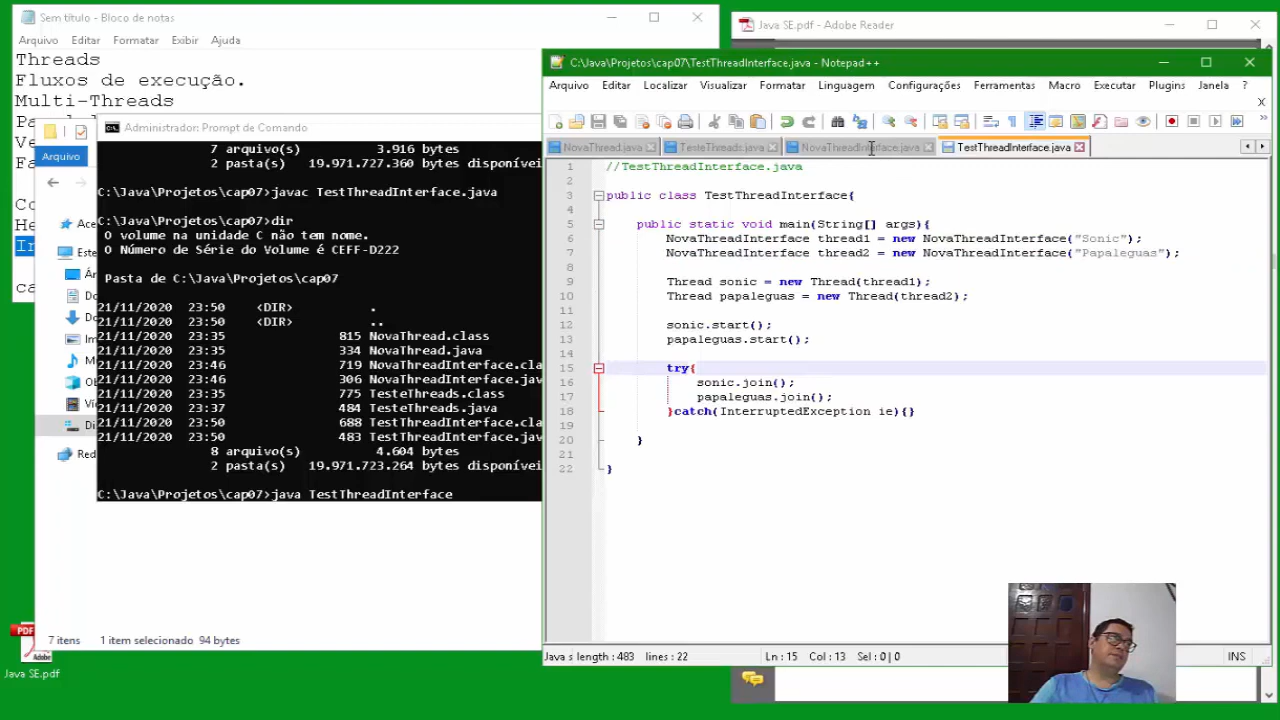 Sem título - Bloco de notas
Arquivo Editar Formatar Exibir Ajuda
Threads
Fluxos de execução.
Multi-Threads
Arquivo
Administrador: Prompt de Comando
7 arquivo(s) 3.916 bytes
2 pasta(s) 19.971.727.360 bytes disponívei
C:\Java\Projetos\cap07>javac TestThreadInterface.java
C:\Java\Projetos\cap07>dir
O volume na unidade C não tem nome.
O Número de Série do Volume é CEFF-D222
Pasta de C:\Java\Projetos\cap07
21/11/2020 23:50 <DIR> .
21/11/2020 23:50 <DIR> ..
21/11/2020 23:35 815 NovaThread.class
21/11/2020 23:35 334 NovaThread.java
21/11/2020 23:46 719 NovaThreadInterface.cla
21/11/2020 23:46 306 NovaThreadInterface.jav
21/11/2020 23:35 775 TesteThreads.class
21/11/2020 23:37 484 TesteThreads.java
21/11/2020 23:50 688 TestThreadInterface.cla
21/11/2020 23:50 483 TestThreadInterface.jav
8 arquivo(s) 4.604 bytes
2 pasta(s) 19.971.723.264 bytes disponívei
C:\Java\Projetos\cap07>java TestThreadInterface
7 itens 1 item selecionado 94 bytes
Java SE.pdf
Java SE.pdf - Adobe Reader
C:\Java\Projetos\cap07\TestThreadInterface.java - Notepad++
Arquivo Editar Localizar Visualizar Formatar Linguagem Configurações Ferramentas Macro Executar Plugins Janela ?
NovaThread.java TesteThreads.java NovaThreadInterface.java TestThreadInterface.java
1 //TestThreadInterface.java
2
3 public class TestThreadInterface{
4
5 public static void main(String[] args){
6 NovaThreadInterface thread1 = new NovaThreadInterface("Sonic");
7 NovaThreadInterface thread2 = new NovaThreadInterface("Papaleguas");
8
9 Thread sonic = new Thread(thread1);
10 Thread papaleguas = new Thread(thread2);
11
12 sonic.start();
13 papaleguas.start();
14
15 try{
16 sonic.join();
17 papaleguas.join();
18 }catch(InterruptedException ie){}
19
20 }
21
22 }
Java s length : 483 lines : 22 Ln : 15 Col : 13 Sel : 0 | 0 INS